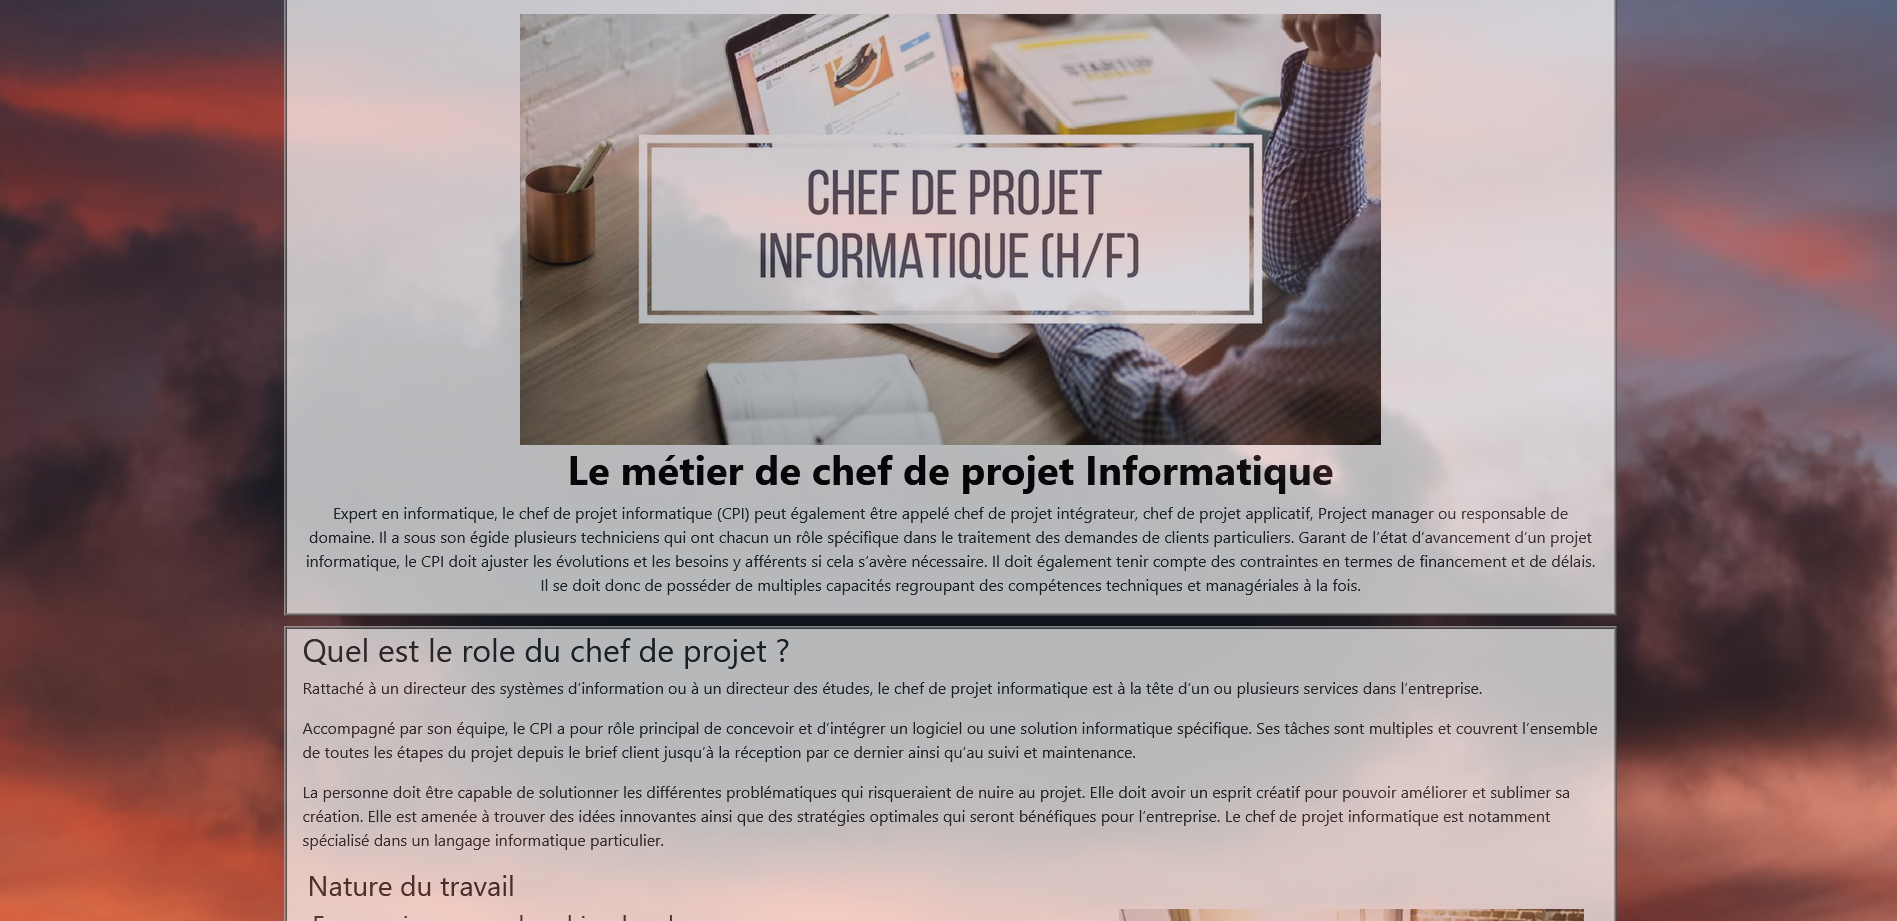 STARTUP
CHEF DE PROJET
INFORMATIQUE (H/F)
Le métier de chef de projet Informatique
Expert en informatique, le chef de projet informatique (CPI) peut également être appelé chef de projet intégrateur, chef de projet applicatif, Project manager ou responsable de
domaine. Il a sous son égide plusieurs techniciens qui ont chacun un rôle spécifique dans le traitement des demandes de clients particuliers. Garant de l’état d’avancement d’un projet
informatique, le CPI doit ajuster les évolutions et les besoins y afférents si cela s’avère nécessaire. Il doit également tenir compte des contraintes en termes de financement et de délais.
Il se doit donc de posséder de multiples capacités regroupant des compétences techniques et managériales à la fois.
Quel est le role du chef de projet ?
Rattaché à un directeur des systèmes d’information ou à un directeur des études, le chef de projet informatique est à la tête d’un ou plusieurs services dans l’entreprise.
Accompagné par son équipe, le CPI a pour rôle principal de concevoir et d’intégrer un logiciel ou une solution informatique spécifique. Ses tâches sont multiples et couvrent l’ensemble
de toutes les étapes du projet depuis le brief client jusqu’à la réception par ce dernier ainsi qu’au suivi et maintenance.
La personne doit être capable de solutionner les différentes problématiques qui risqueraient de nuire au projet. Elle doit avoir un esprit créatif pour pouvoir améliorer et sublimer sa
création. Elle est amenée à trouver des idées innovantes ainsi que des stratégies optimales qui seront bénéfiques pour l’entreprise. Le chef de projet informatique est notamment
spécialisé dans un langage informatique particulier.
Nature du travail